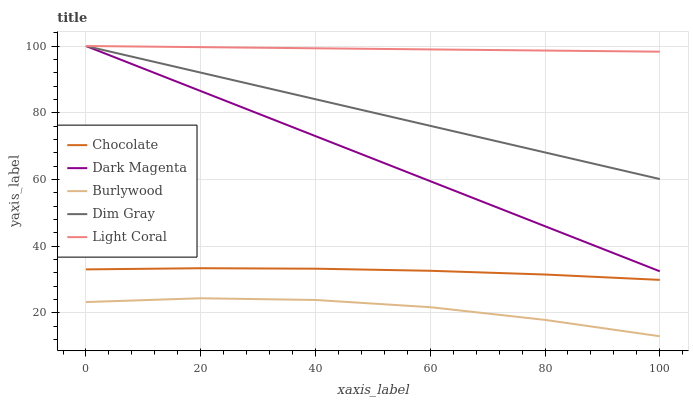 title
100
80
60
40
20
yaxis_label
Chocolate
Dark Magenta
Burlywood
Dim Gray
Light Coral
0 20 40 60 80 100
xaxis_label